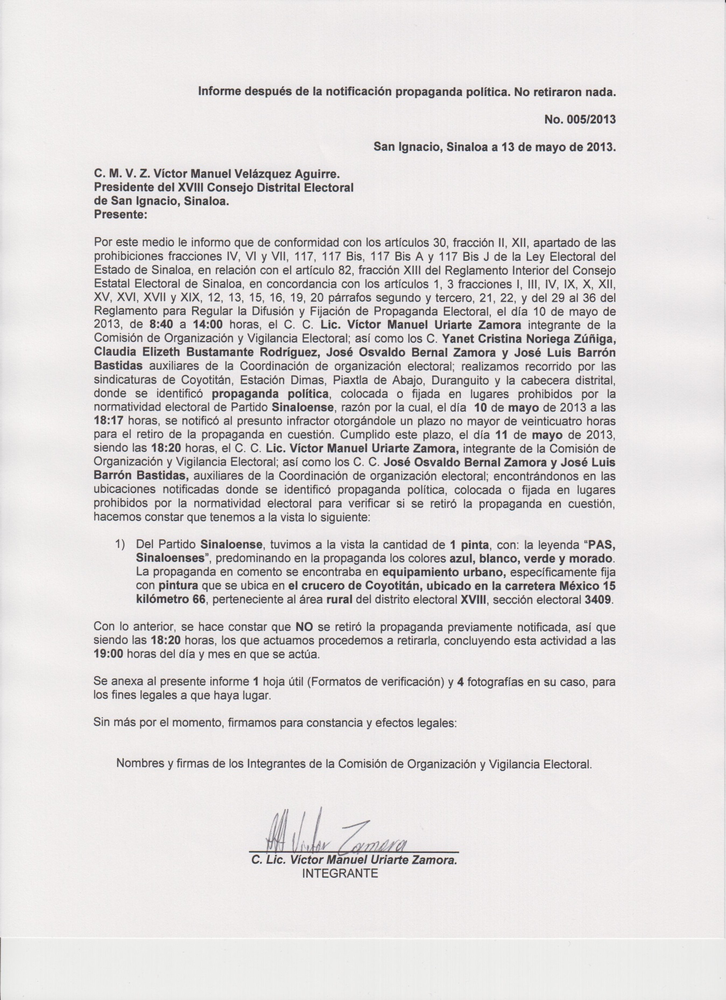 Informe después de la notificación propaganda política. No retiraron nada.
No. 005/2013
San Ignacio, Sinaloa a 13 de mayo de 2013.
C. M. V. Z. Víctor Manuel Velázquez Aguirre.
Presidente del XVIII Consejo Distrital Electoral
de San Ignacio, Sinaloa.
Presente:
Por este medio le informo que de conformidad con los artículos 30, fracción II, XII, apartado de las
prohibiciones fracciones IV, VI y VII, 117, 117 Bis, 117 Bis A y 117 Bis J de la Ley Electoral del
Estado de Sinaloa, en relación con el artículo 82, fracción XIII del Reglamento Interior del Consejo
Estatal Electoral de Sinaloa, en concordancia con los artículos 1, 3 fracciones I, III, IV, IX, X, XII,
XV, XVI, XVII y XIX, 12, 13, 15, 16, 19, 20 párrafos segundo y tercero, 21, 22, y del 29 al 36 del
Reglamento para Regular la Difusión y Fijación de Propaganda Electoral, el día 10 de mayo de
2013, de 8:40 a 14:00 horas, el C. C. Lic. Víctor Manuel Uriarte Zamora integrante de la
Comisión de Organización y Vigilancia Electoral; así como los C. Yanet Cristina Noriega Zúñiga,
Claudia Elizeth Bustamante Rodríguez, José Osvaldo Bernal Zamora y José Luis Barrón
Bastidas auxiliares de la Coordinación de organización electoral; realizamos recorrido por las
sindicaturas de Coyotitán, Estación Dimas, Piaxtla de Abajo, Duranguito y la cabecera distrital,
donde se identificó propaganda política, colocada o fijada en lugares prohibidos por la
normatividad electoral de Partido Sinaloense, razón por la cual, el día 10 de mayo de 2013 a las
18:17 horas, se notificó al presunto infractor otorgándole un plazo no mayor de veinticuatro horas
para el retiro de la propaganda en cuestión. Cumplido este plazo, el día 11 de mayo de 2013,
siendo las 18:20 horas, el C. C. Lic. Víctor Manuel Uriarte Zamora, integrante de la Comisión de
Organización y Vigilancia Electoral; así como los C. C. José Osvaldo Bernal Zamora y José Luis
Barrón Bastidas, auxiliares de la Coordinación de organización electoral; encontrándonos en las
ubicaciones notificadas donde se identificó propaganda política, colocada o fijada en lugares
prohibidos por la normatividad electoral para verificar si se retiró la propaganda en cuestión,
hacemos constar que tenemos a la vista lo siguiente:
1) Del Partido Sinaloense, tuvimos a la vista la cantidad de 1 pinta, con: la leyenda “PAS,
Sinaloenses”, predominando en la propaganda los colores azul, blanco, verde y morado.
La propaganda en comento se encontraba en equipamiento urbano, específicamente fija
con pintura que se ubica en el crucero de Coyotitán, ubicado en la carretera México 15
kilómetro 66, perteneciente al área rural del distrito electoral XVIII, sección electoral 3409.
Con lo anterior, se hace constar que NO se retiró la propaganda previamente notificada, así que
siendo las 18:20 horas, los que actuamos procedemos a retirarla, concluyendo esta actividad a las
19:00 horas del día y mes en que se actúa.
Se anexa al presente informe 1 hoja útil (Formatos de verificación) y 4 fotografías en su caso, para
los fines legales a que haya lugar.
Sin más por el momento, firmamos para constancia y efectos legales:
Nombres y firmas de los Integrantes de la Comisión de Organización y Vigilancia Electoral.
Victor Zamora
C. Lic. Víctor Manuel Uriarte Zamora.
INTEGRANTE